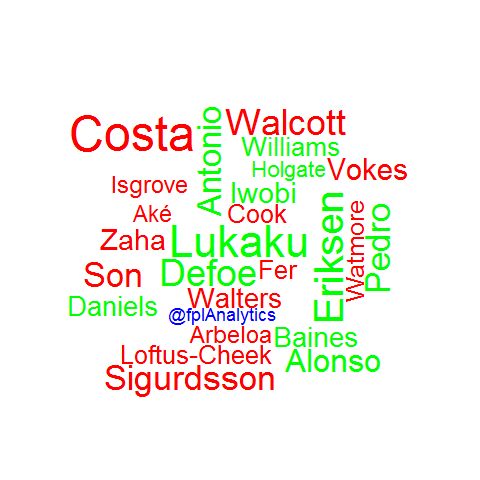 Costa
Antonio
Walcott
Williams
Holgate
Vokes
Isgrove
Iwobi
Aké
Cook
Zaha
Lukaku
Eriksen
Watmore
Pedro
Son
Defoe
Fer
Daniels
Walters
@fplAnalytics
Arbeloa
Baines
Loftus-Cheek
Alonso
Sigurdsson